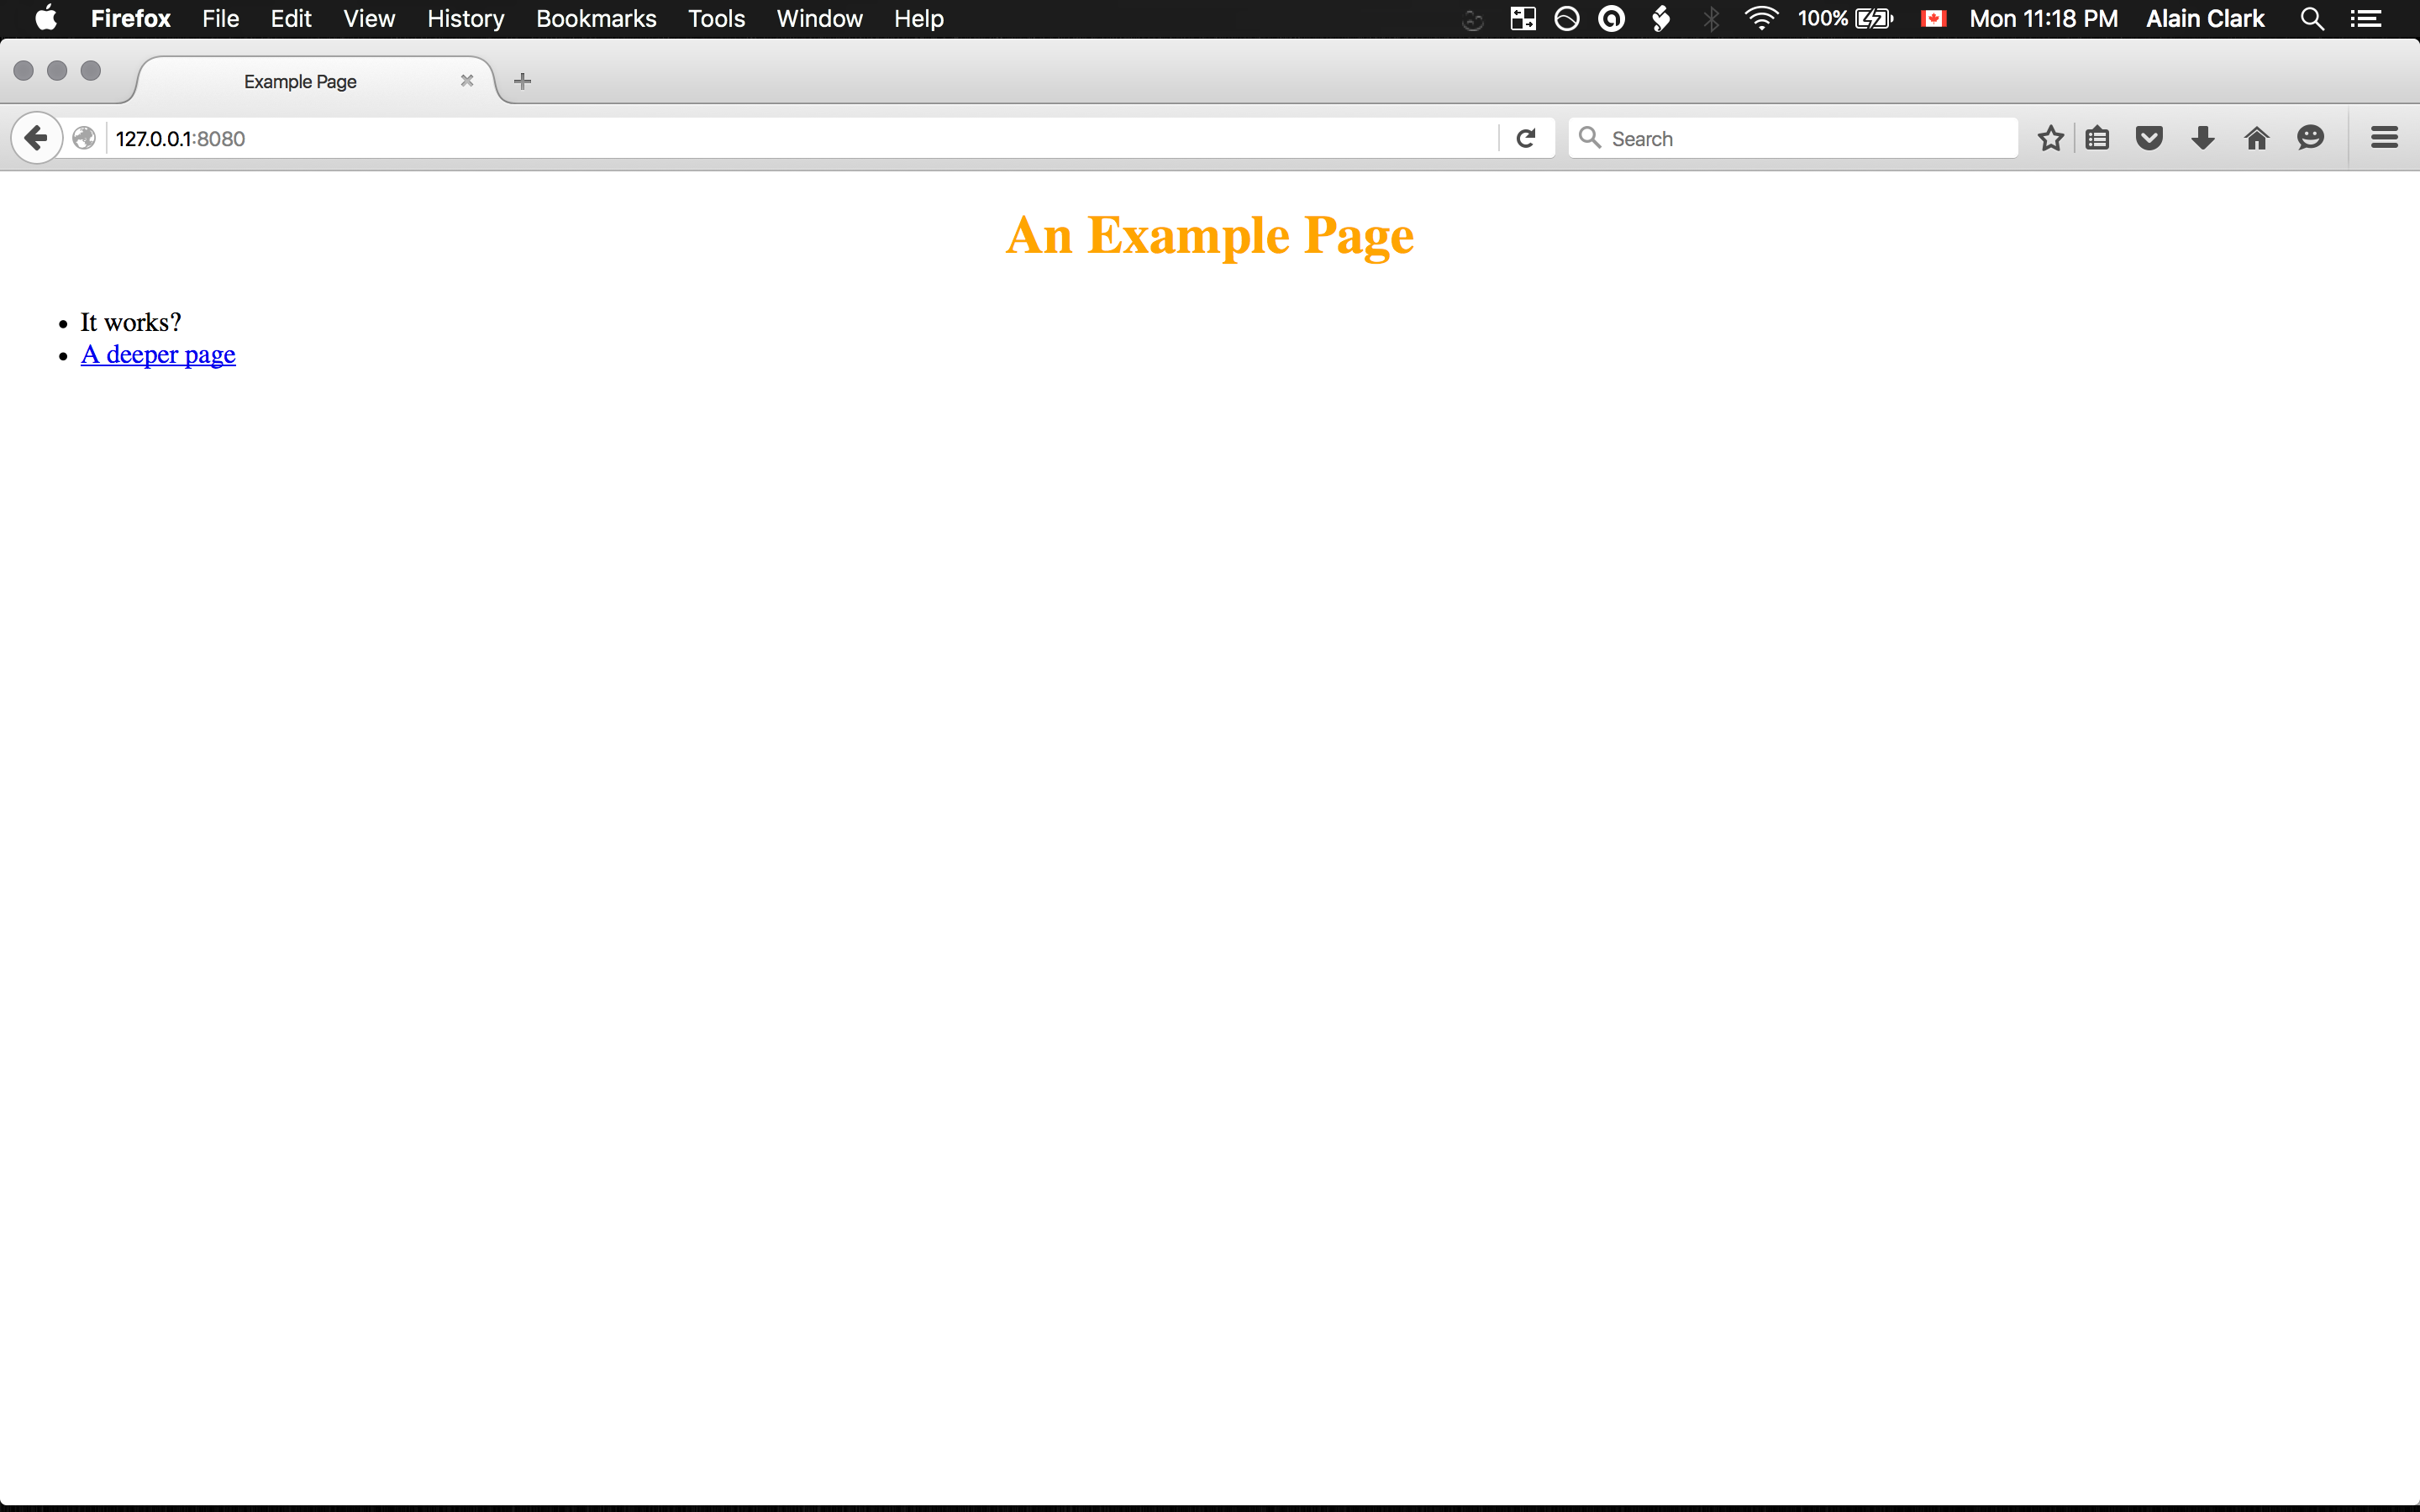 Firefox File Edit View History Bookmarks Tools Window Help 100% Mon 11:18 PM Alain Clark
Example Page
127.0.0.1:8080 Search
An Example Page
• It works?
• A deeper page